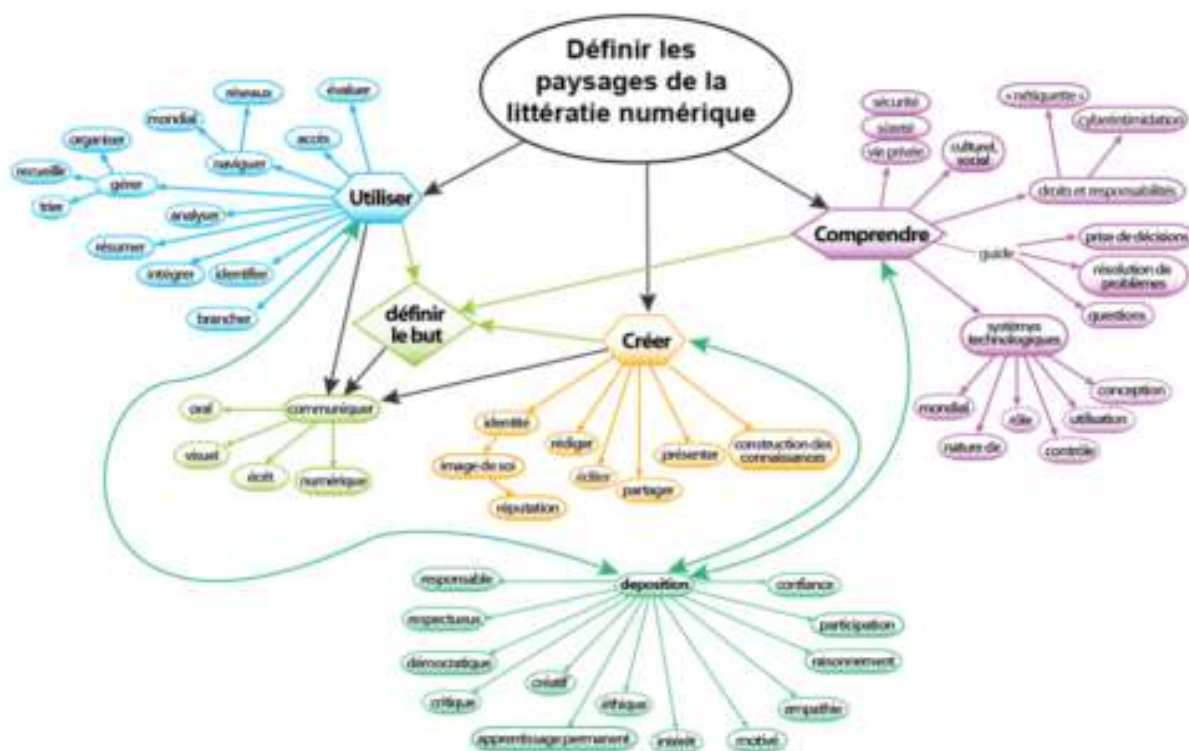 Définir les
paysages de la
littératie numérique
Utiliser
évaluer
réseaux
mondial
accès
naviguer
organiser
recueillir
gérer
trier
analyser
résumer
intégrer
identifier
brancher
Comprendre
sécurité
sûreté
vie privée
culturel,
social
« nétiquette »
cyberintimidation
droits et responsabilités
guide
prise de décisions
résolution de
problèmes
questions
systèmes
technologiques
mondial
nature de
rôle
contrôle
utilisation
conception
définir
le but
Créer
communiquer
oral
visuel
écrit
numérique
identité
image de soi
réputation
rédiger
éditer
partager
présenter
construction des
connaissances
deposition
responsable
respectueux
démocratique
critique
créatif
apprentissage permanent
éthique
motivé
empathie
raisonnement
participation
confiance